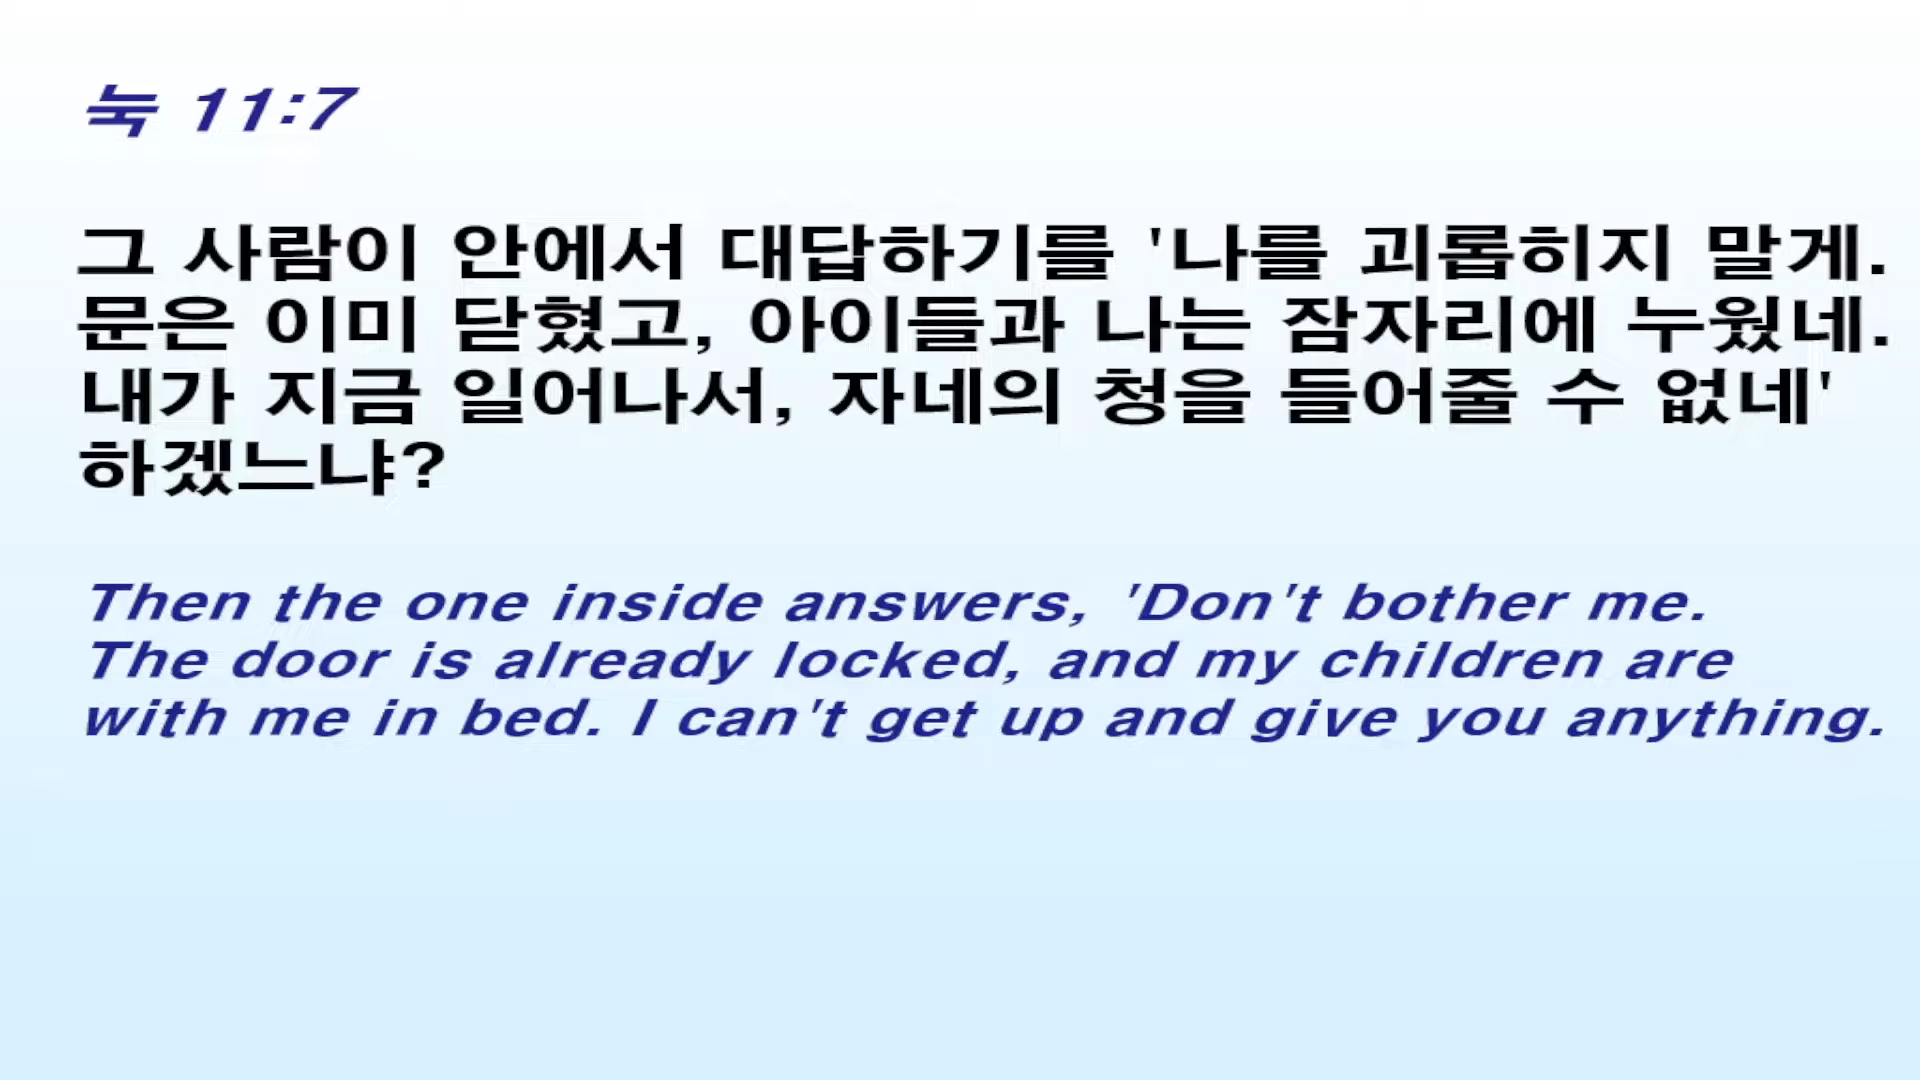 눅 11:7
그 사람이 안에서 대답하기를 '나를 괴롭히지 말게.
문은 이미 닫혔고, 아이들과 나는 잠자리에 누웠네.
내가 지금 일어나서, 자네의 청을 들어줄 수 없네'
하겠느냐?
Then the one inside answers, 'Don't bother me.
The door is already locked, and my children are
with me in bed. I can't get up and give you anything.